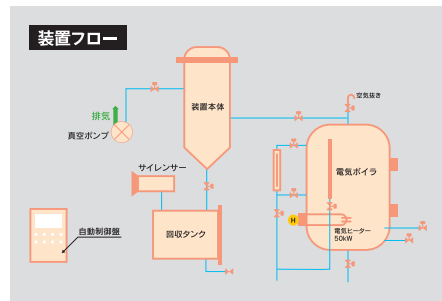 装置フロー
空気抜き
装置本体
排気
真空ポンプ
サイレンサー
電気ボイラ
H
自動制御盤
回収タンク
電気ヒーター
50kW